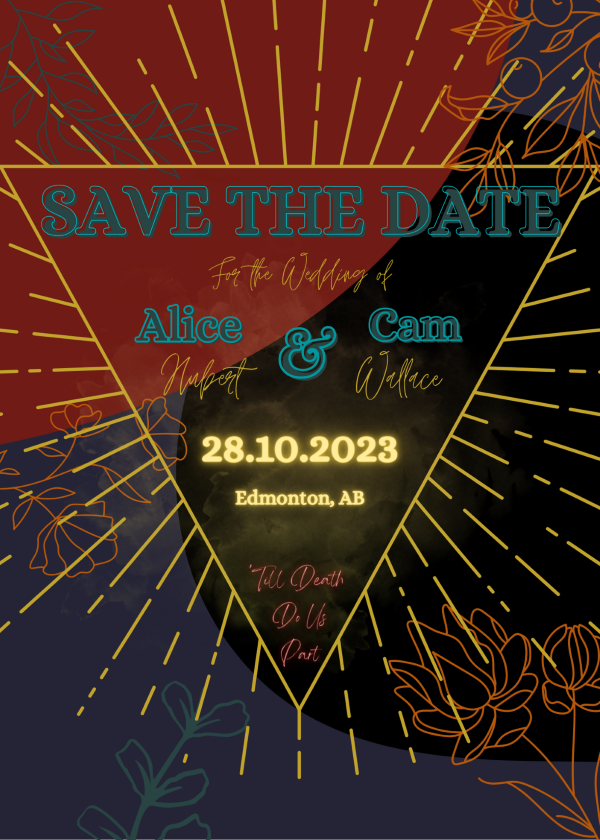 SAVE THE DATE
For the Wedding of
Alice & Cam
Hubert Wallace
28.10.2023
Edmonton, AB
'Till Death
Do Us
Part